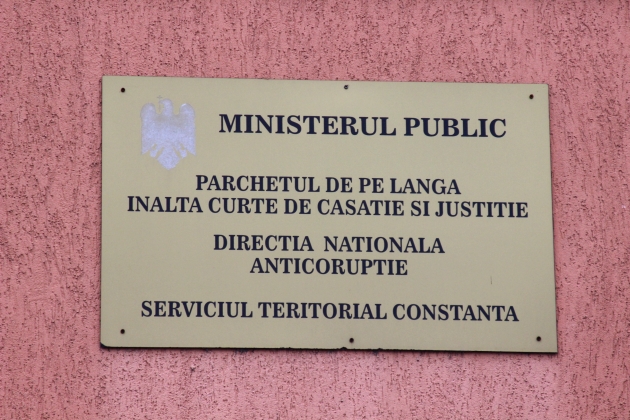 MINISTERUL PUBLIC
PARCHETUL DE PE LANGA
INALTA CURTE DE CASATIE SI JUSTITIE
DIRECTIA NATIONALA
ANTICORUPTIE
SERVICIUL TERITORIAL CONSTANTA